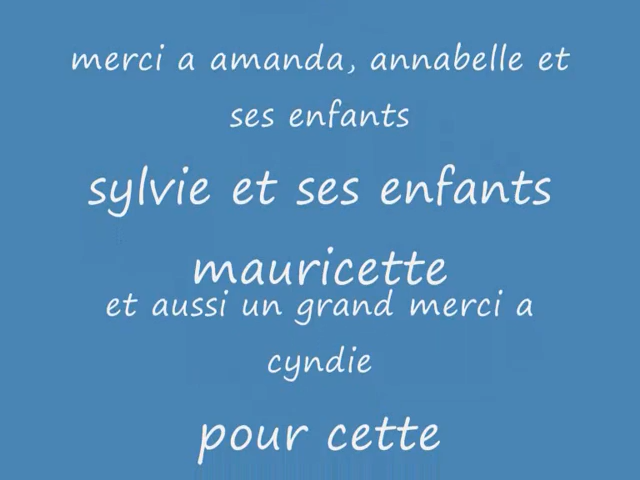 merci a amanda, annabelle et
ses enfants
sylvie et ses enfants
mauricette
et aussi un grand merci a
cyndie
pour cette